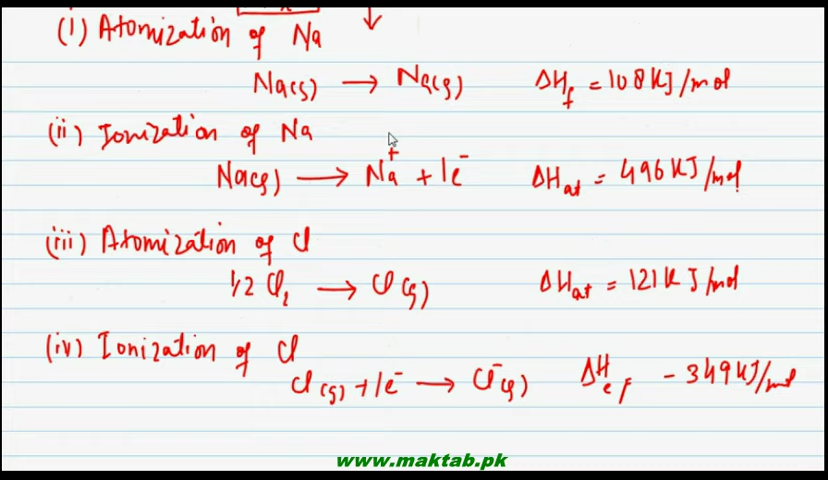 (i) Atomization of Na ↓
Na(s) → Na(g) ΔHf = 108 KJ/mol
(ii) Ionization of Na
Na(g) → Na⁺ + 1e⁻ ΔHat = 496 KJ/mol
(iii) Atomization of Cl
1/2 Cl₂ → Cl(g) ΔHat = 121 KJ/mol
(iv) Ionization of Cl
Cl(g) + 1e⁻ → Cl⁻(g) ΔHef - 349 KJ/mol
www.maktab.pk